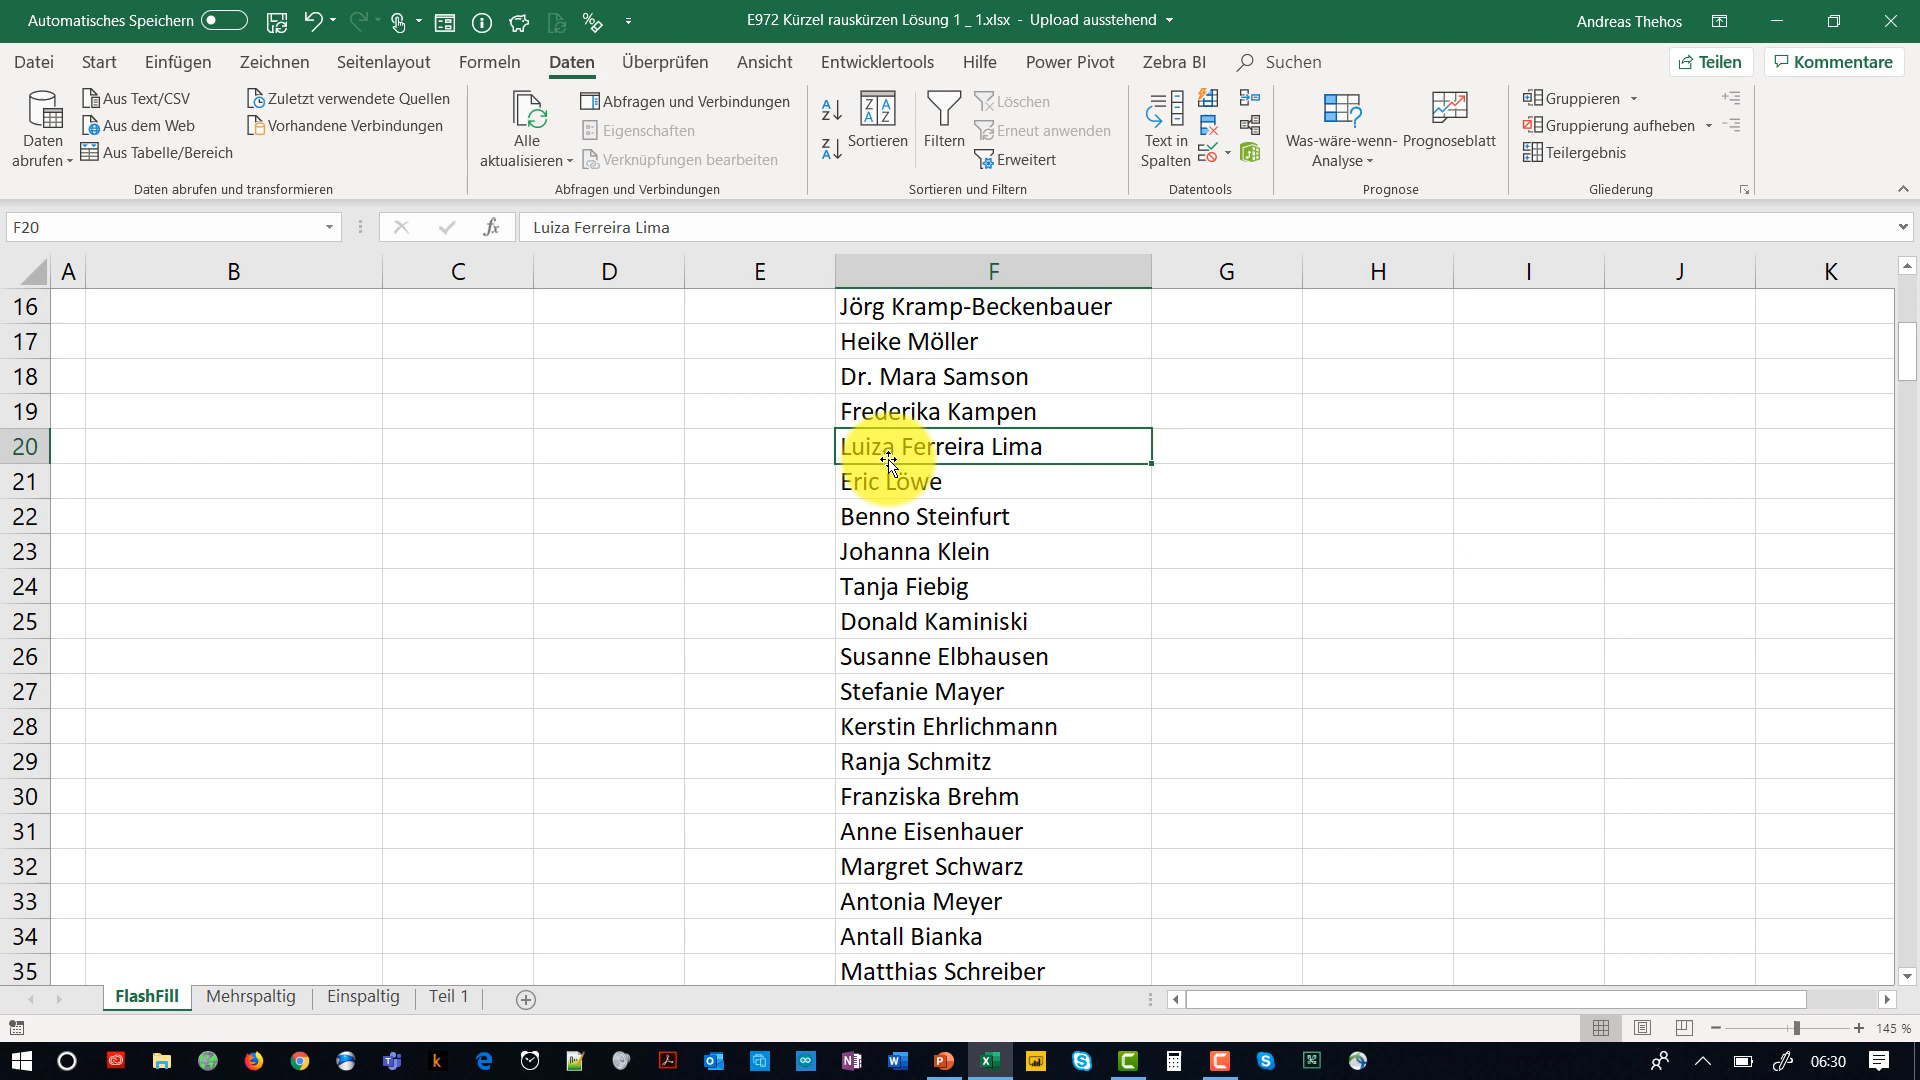 Automatisches Speichern
E972 Kürzel rauskürzen Lösung 1 _ 1.xlsx - Upload ausstehend
Andreas Thehos
Datei Start Einfügen Zeichnen Seitenlayout Formeln Daten Überprüfen Ansicht Entwicklertools Hilfe Power Pivot Zebra BI Suchen Teilen Kommentare
Daten abrufen
Aus Text/CSV
Aus dem Web
Aus Tabelle/Bereich
Zuletzt verwendete Quellen
Vorhandene Verbindungen
Daten abrufen und transformieren
Alle aktualisieren
Abfragen und Verbindungen
Eigenschaften
Verknüpfungen bearbeiten
Abfragen und Verbindungen
Sortieren
Filtern
Löschen
Erneut anwenden
Erweitert
Sortieren und Filtern
Text in Spalten
Datentools
Was-wäre-wenn-Analyse
Prognoseblatt
Prognose
Gruppieren
Gruppierung aufheben
Teilergebnis
Gliederung
F20 fx Luiza Ferreira Lima
A B C D E F G H I J K
16 Jörg Kramp-Beckenbauer
17 Heike Möller
18 Dr. Mara Samson
19 Frederika Kampen
20 Luiza Ferreira Lima
21 Eric Löwe
22 Benno Steinfurt
23 Johanna Klein
24 Tanja Fiebig
25 Donald Kaminiski
26 Susanne Elbhausen
27 Stefanie Mayer
28 Kerstin Ehrlichmann
29 Ranja Schmitz
30 Franziska Brehm
31 Anne Eisenhauer
32 Margret Schwarz
33 Antonia Meyer
34 Antall Bianka
35 Matthias Schreiber
FlashFill Mehrspaltig Einspaltig Teil 1
145 %
06:30